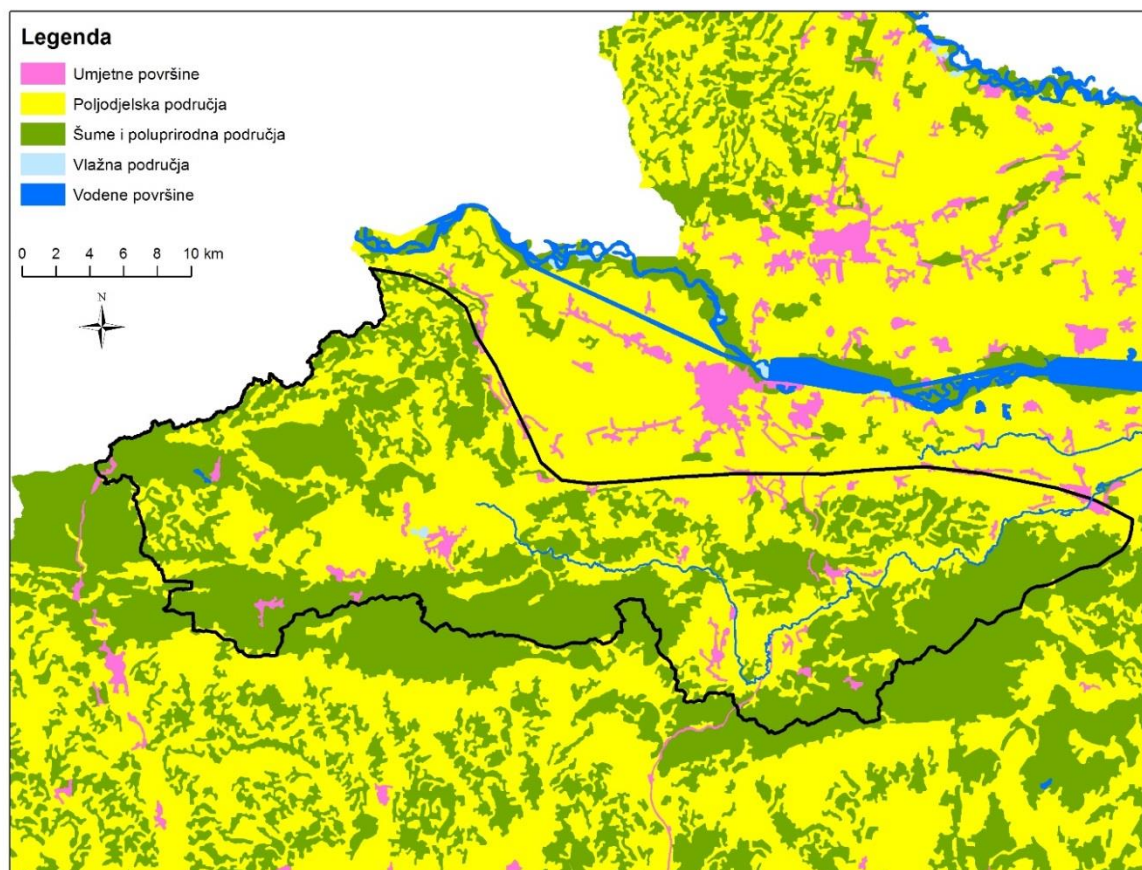 Legenda
Umjetne površine
Poljodjelska područja
Šume i poluprirodna područja
Vlažna područja
Vodene površine
0 2 4 6 8 10 km
N